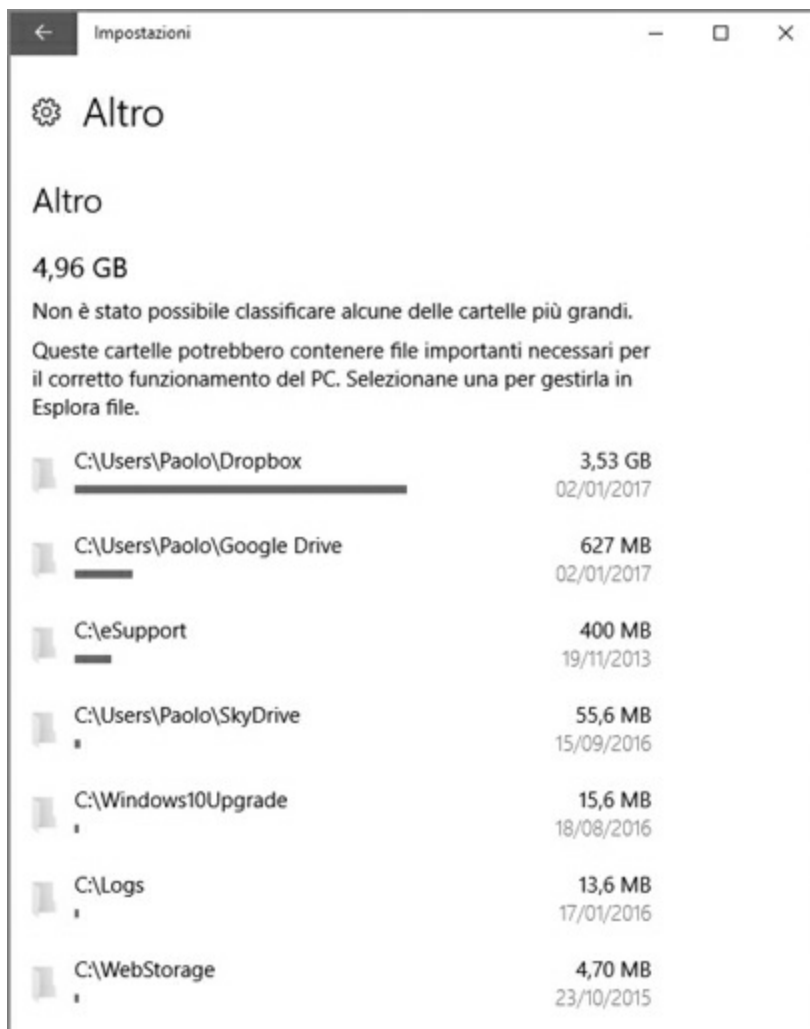 Impostazioni
Altro
Altro
4,96 GB
Non è stato possibile classificare alcune delle cartelle più grandi.
Queste cartelle potrebbero contenere file importanti necessari per
il corretto funzionamento del PC. Selezionane una per gestirla in
Esplora file.
C:\Users\Paolo\Dropbox 3,53 GB
02/01/2017
C:\Users\Paolo\Google Drive 627 MB
02/01/2017
C:\eSupport 400 MB
19/11/2013
C:\Users\Paolo\SkyDrive 55,6 MB
15/09/2016
C:\Windows10Upgrade 15,6 MB
18/08/2016
C:\Logs 13,6 MB
17/01/2016
C:\WebStorage 4,70 MB
23/10/2015